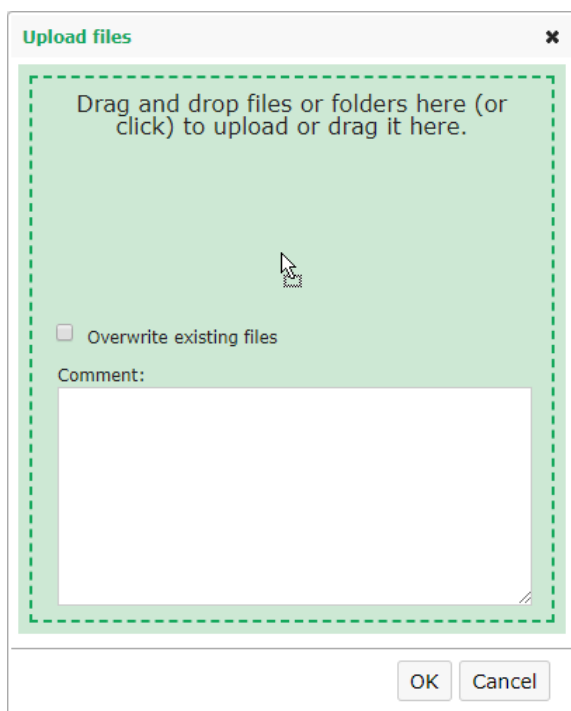 Upload files
Drag and drop files or folders here (or
click) to upload or drag it here.
Overwrite existing files
Comment:
OK
Cancel